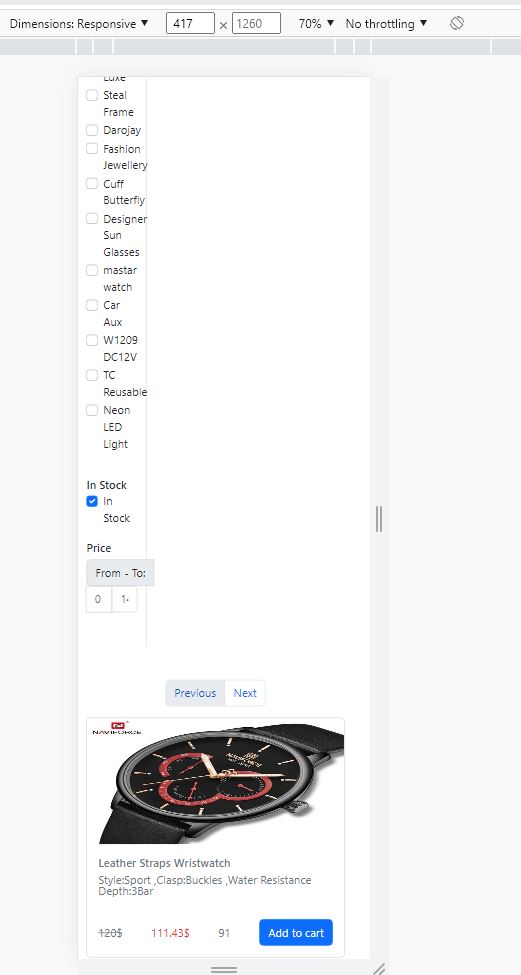 Dimensions: Responsive ▼ 417 × 1260 70% ▼ No throttling ▼
Luxe
Steal
Frame
Darojay
Fashion
Jewellery
Cuff
Butterfly
Designer
Sun
Glasses
mastar
watch
Car
Aux
W1209
DC12V
TC
Reusable
Neon
LED
Light
In Stock
In
Stock
Price
From - To:
0
Previous Next
NAVIFORCE
NAVIFORCE
Leather Straps Wristwatch
Style:Sport ,Clasp:Buckles ,Water Resistance
Depth:3Bar
120$ 111.43$ 91 Add to cart